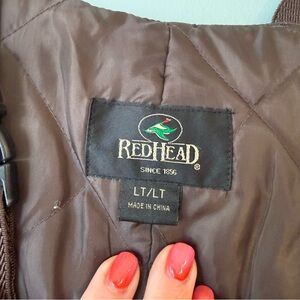 REDHEAD®
SINCE 1856
LT/LT
MADE IN CHINA